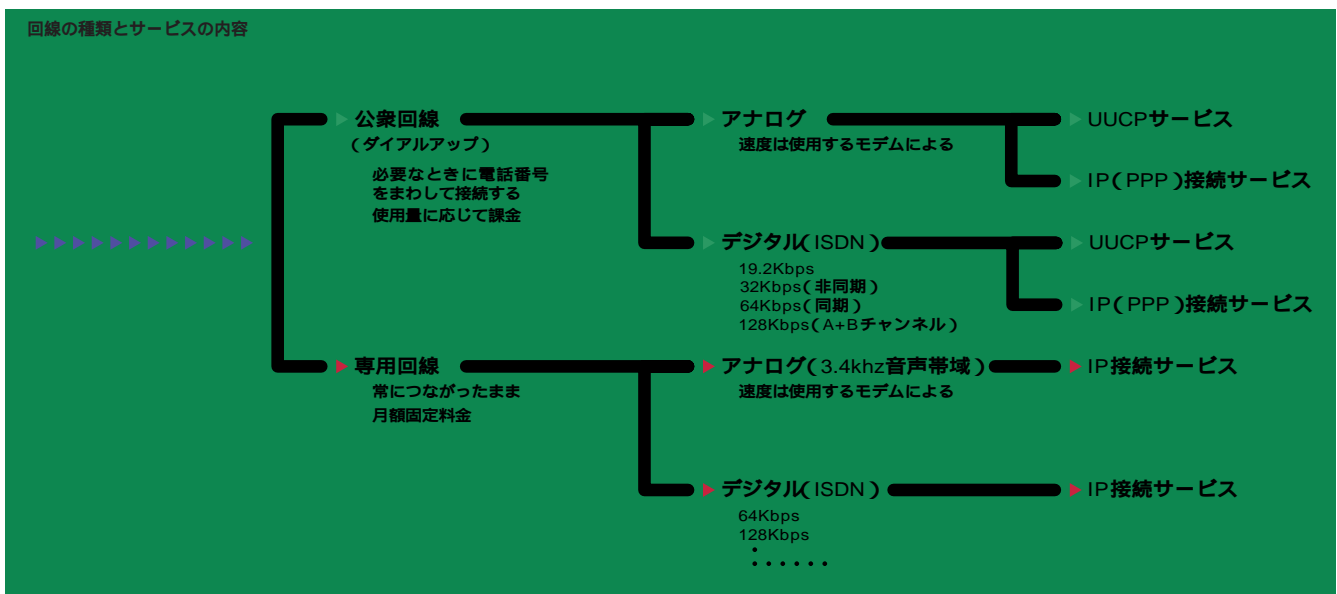 回線の種類とサービスの内容
公衆回線
(ダイアルアップ)
必要なときに電話番号
をまわして接続する
使用量に応じて課金
アナログ
速度は使用するモデムによる
UUCPサービス
IP(PPP)接続サービス
デジタル(ISDN)
19.2Kbps
32Kbps(非同期)
64Kbps(同期)
128Kbps(A+Bチャンネル)
UUCPサービス
IP(PPP)接続サービス
専用回線
常につながったまま
月額固定料金
アナログ(3.4khz音声帯域)
速度は使用するモデムによる
IP接続サービス
デジタル(ISDN)
64Kbps
128Kbps
・
・・・・・・
IP接続サービス